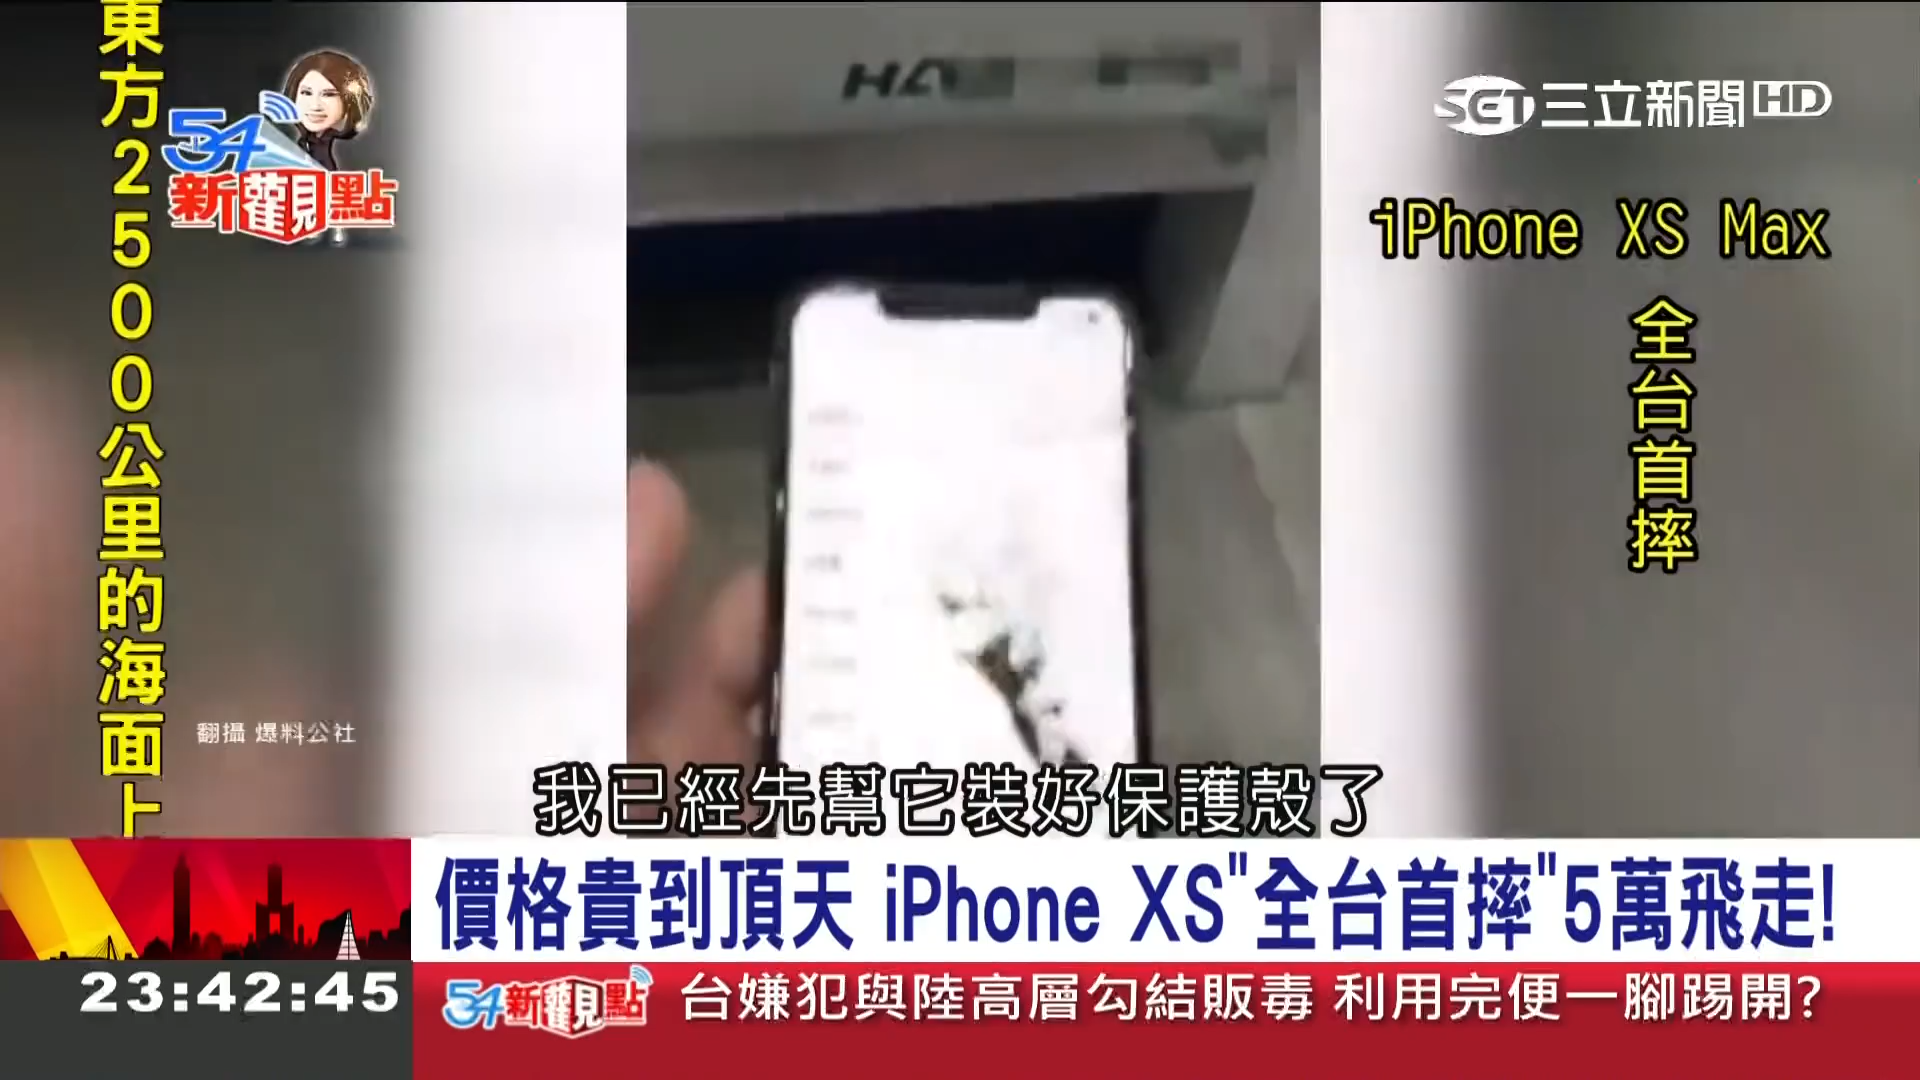 東方2500公里的海面上
54新觀點
SET三立新聞HD
iPhone XS Max
全台首摔
翻攝 爆料公社
我已經先幫它裝好保護殼了
價格貴到頂天 iPhone XS"全台首摔"5萬飛走!
23:42:45
54新觀點
台嫌犯與陸高層勾結販毒 利用完便一腳踢開?